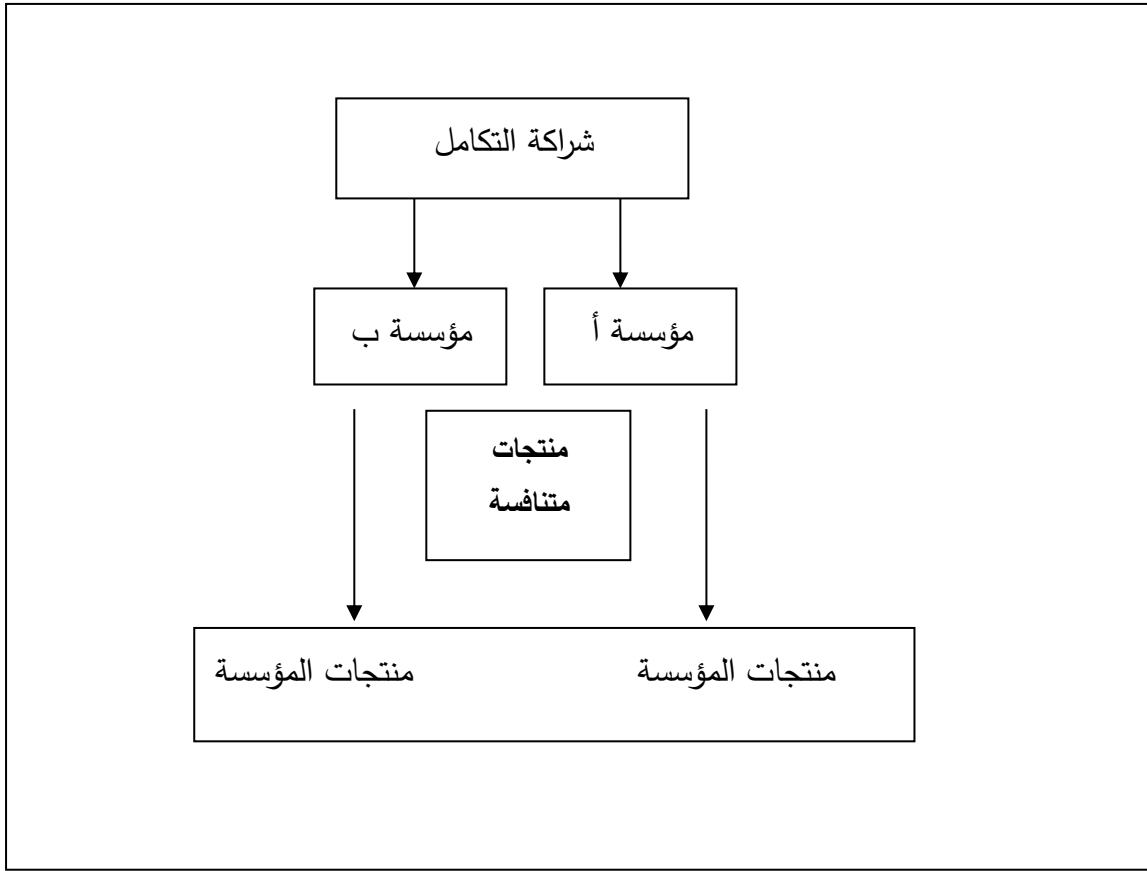 شراكة التكامل
مؤسسة أ
مؤسسة ب
منتجات
متنافسة
منتجات المؤسسة
منتجات المؤسسة